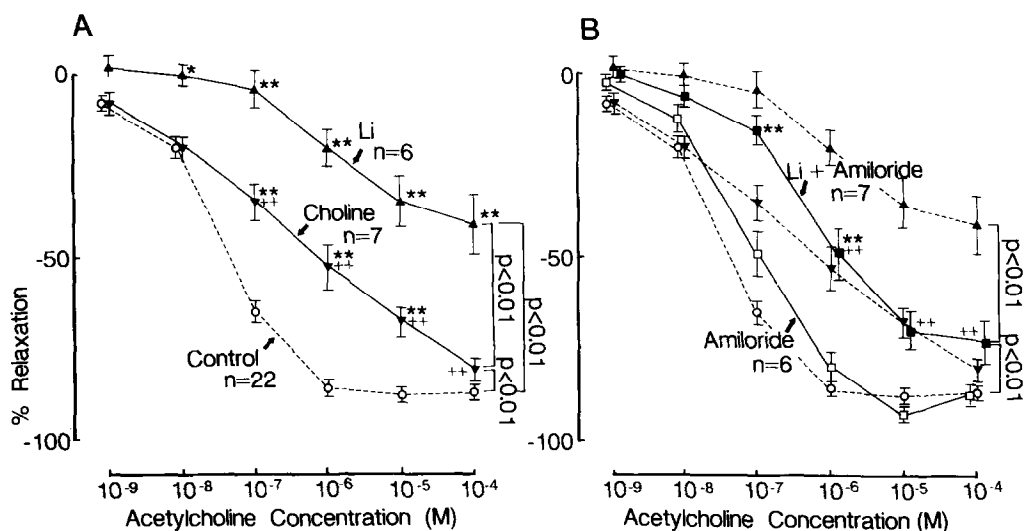 A
0
-50
-100
% Relaxation
*
**
**
**
**
Li
n=6
**
++
Choline
n=7
**
++
**
++
++
Control
n=22
p<0.01
p<0.01
p<0.01
10-9
10-8
10-7
10-6
10-5
10-4
Acetylcholine Concentration (M)
B
0
-50
-100
**
Li + Amiloride
n=7
**
++
++
++
Amiloride
n=6
+
p<0.01
p<0.01
10-9
10-8
10-7
10-6
10-5
10-4
Acetylcholine Concentration (M)